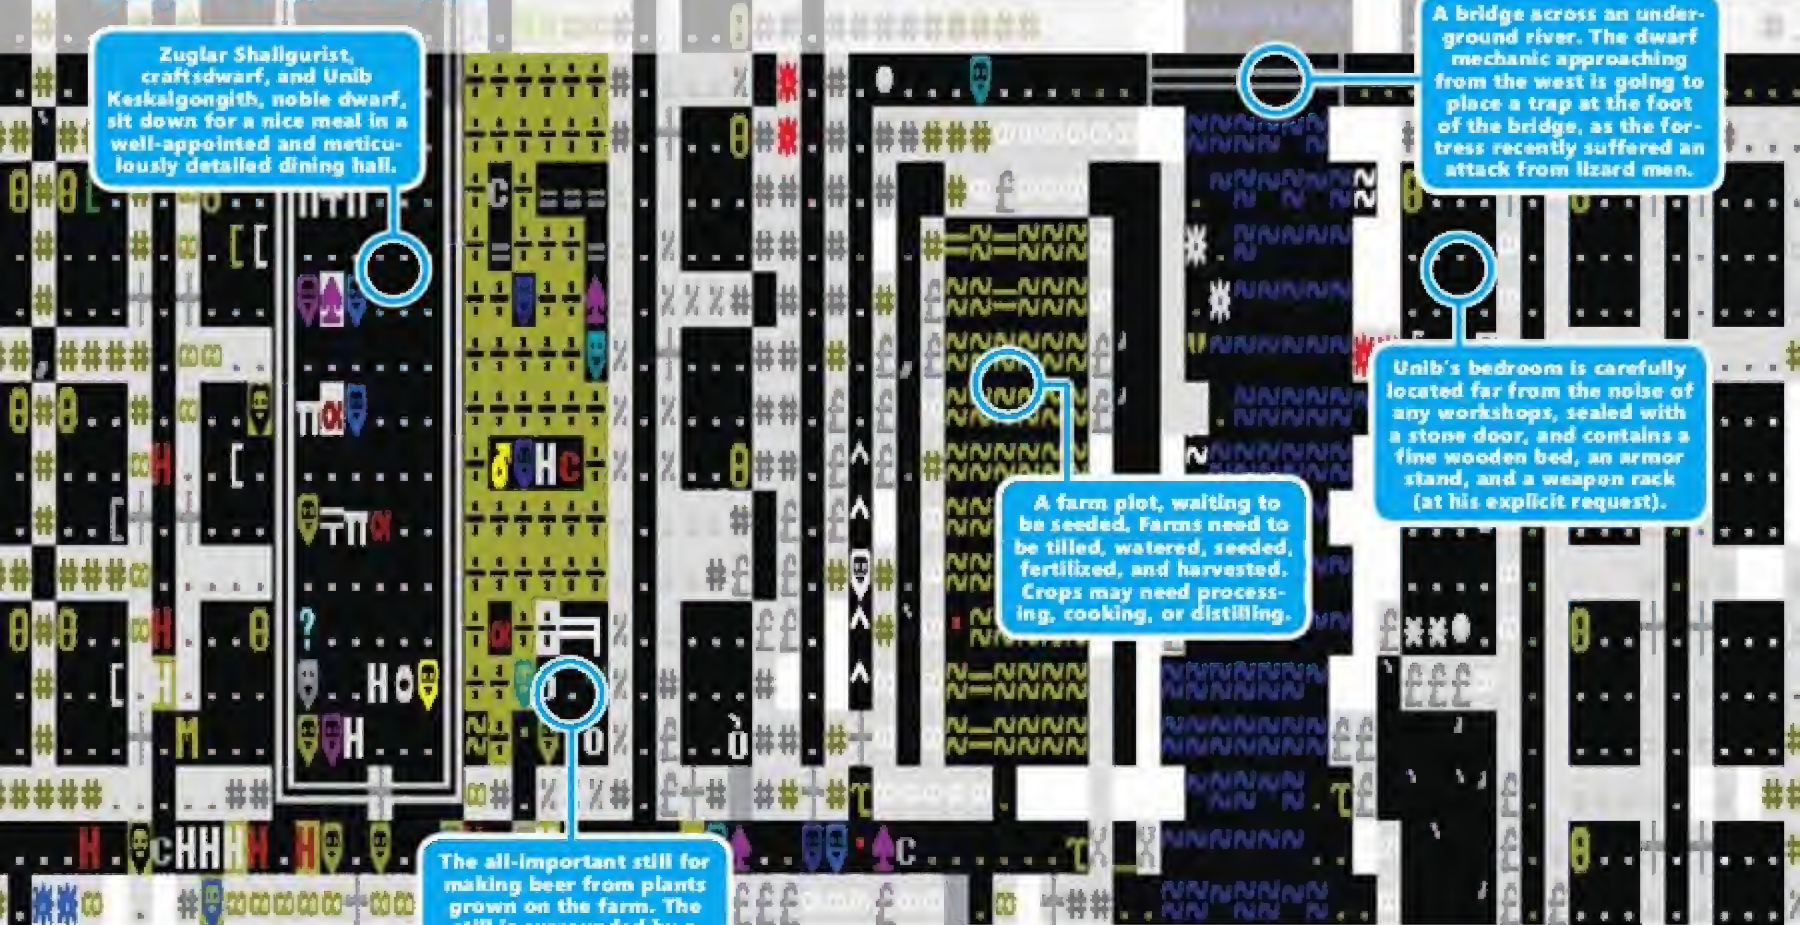 Zuglar Shallgurist,
craftsdwarf, and Unib
Keskalgongith, noble dwarf,
sit down for a nice meal in a
well-appointed and meticu-
lously detailed dining hall.
A bridge across an under-
ground river. The dwarf
mechanic approaching
from the west is going to
place a trap at the foot
of the bridge, as the for-
tress recently suffered an
attack from lizard men.
Unib's bedroom is carefully
located far from the noise of
any workshops, sealed with
a stone door, and contains a
fine wooden bed, an armor
stand, and a weapon rack
(at his explicit request).
A farm plot, waiting to
be seeded. Farms need to
be tilled, watered, seeded,
fertilized, and harvested.
Crops may need process-
ing, cooking, or distilling.
The all-important still for
making beer from plants
grown on the farm. The